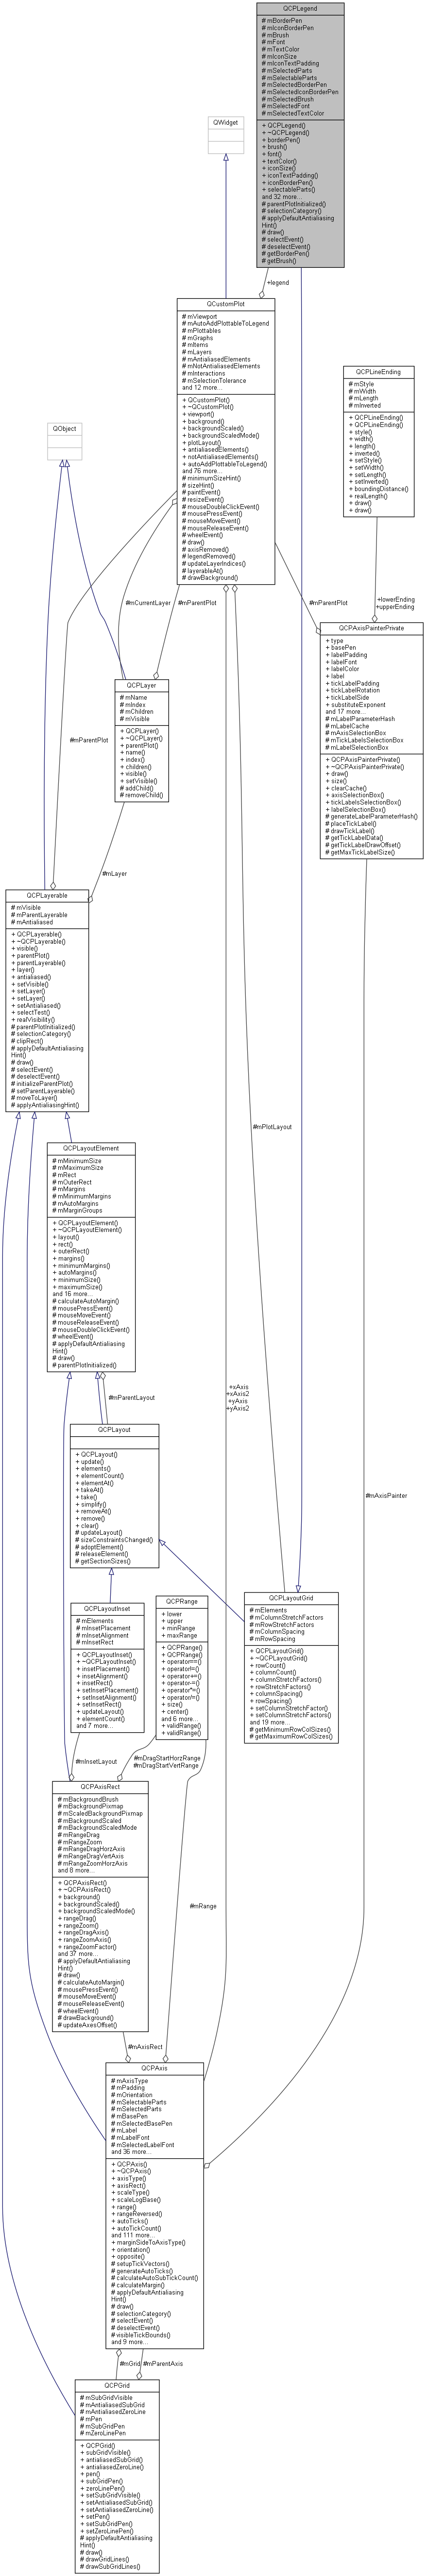 QCPLegend
# mBorderPen
# mIconBorderPen
# mBrush
# mFont
# mTextColor
# mIconSize
# mIconTextPadding
# mSelectedParts
# mSelectableParts
# mSelectedBorderPen
# mSelectedIconBorderPen
# mSelectedBrush
# mSelectedFont
# mSelectedTextColor
+ QCPLegend()
+ ~QCPLegend()
+ borderPen()
+ brush()
+ font()
+ textColor()
+ iconSize()
+ iconTextPadding()
+ iconBorderPen()
+ selectableParts()
and 32 more...
# parentPlotInitialized()
# selectionCategory()
# applyDefaultAntialiasing
Hint()
# draw()
# selectEvent()
# deselectEvent()
# getBorderPen()
# getBrush()
QWidget
+legend
QCustomPlot
# mViewport
# mAutoAddPlottableToLegend
# mPlottables
# mGraphs
# mItems
# mLayers
# mAntialiasedElements
# mNotAntialiasedElements
# mInteractions
# mSelectionTolerance
and 12 more...
+ QCustomPlot()
+ ~QCustomPlot()
+ viewport()
+ background()
+ backgroundScaled()
+ backgroundScaledMode()
+ plotLayout()
+ antialiasedElements()
+ notAntialiasedElements()
+ autoAddPlottableToLegend()
and 76 more...
# minimumSizeHint()
# sizeHint()
# paintEvent()
# resizeEvent()
# mouseDoubleClickEvent()
# mousePressEvent()
# mouseMoveEvent()
# mouseReleaseEvent()
# wheelEvent()
# draw()
# axisRemoved()
# legendRemoved()
# updateLayerIndices()
# layerableAt()
# drawBackground()
QCPLineEnding
# mStyle
# mWidth
# mLength
# mInverted
+ QCPLineEnding()
+ QCPLineEnding()
+ style()
+ width()
+ length()
+ inverted()
+ setStyle()
+ setWidth()
+ setLength()
+ setInverted()
+ boundingDistance()
+ realLength()
+ draw()
+ draw()
QObject
#mCurrentLayer
#mParentPlot
#mParentPlot
+lowerEnding
+upperEnding
QCPAxisPainterPrivate
+ type
+ basePen
+ labelPadding
+ labelFont
+ labelColor
+ label
+ tickLabelPadding
+ tickLabelRotation
+ tickLabelSide
+ substituteExponent
and 17 more...
# mLabelParameterHash
# mLabelCache
# mAxisSelectionBox
# mTickLabelsSelectionBox
# mLabelSelectionBox
+ QCPAxisPainterPrivate()
+ ~QCPAxisPainterPrivate()
+ draw()
+ size()
+ clearCache()
+ axisSelectionBox()
+ tickLabelsSelectionBox()
+ labelSelectionBox()
# generateLabelParameterHash()
# placeTickLabel()
# drawTickLabel()
# getTickLabelData()
# getTickLabelDrawOffset()
# getMaxTickLabelSize()
QCPLayer
# mName
# mIndex
# mChildren
# mVisible
+ QCPLayer()
+ ~QCPLayer()
+ parentPlot()
+ name()
+ index()
+ children()
+ visible()
+ setVisible()
# addChild()
# removeChild()
#mParentPlot
#mLayer
QCPLayerable
# mVisible
# mParentLayerable
# mAntialiased
+ QCPLayerable()
+ ~QCPLayerable()
+ visible()
+ parentPlot()
+ parentLayerable()
+ layer()
+ antialiased()
+ setVisible()
+ setLayer()
+ setLayer()
+ setAntialiased()
+ selectTest()
+ realVisibility()
# parentPlotInitialized()
# selectionCategory()
# clipRect()
# applyDefaultAntialiasing
Hint()
# draw()
# selectEvent()
# deselectEvent()
# initializeParentPlot()
# setParentLayerable()
# moveToLayer()
# applyAntialiasingHint()
#mPlotLayout
QCPLayoutElement
# mMinimumSize
# mMaximumSize
# mRect
# mOuterRect
# mMargins
# mMinimumMargins
# mAutoMargins
# mMarginGroups
+ QCPLayoutElement()
+ ~QCPLayoutElement()
+ layout()
+ rect()
+ outerRect()
+ margins()
+ minimumMargins()
+ autoMargins()
+ minimumSize()
+ maximumSize()
and 16 more...
# calculateAutoMargin()
# mousePressEvent()
# mouseMoveEvent()
# mouseReleaseEvent()
# mouseDoubleClickEvent()
# wheelEvent()
# applyDefaultAntialiasing
Hint()
# draw()
# parentPlotInitialized()
#mParentLayout
+xAxis
+xAxis2
+yAxis
+yAxis2
#mAxisPainter
QCPLayout
+ QCPLayout()
+ update()
+ elements()
+ elementCount()
+ elementAt()
+ takeAt()
+ take()
+ simplify()
+ removeAt()
+ remove()
+ clear()
# updateLayout()
# sizeConstraintsChanged()
# adoptElement()
# releaseElement()
# getSectionSizes()
QCPLayoutGrid
# mElements
# mColumnStretchFactors
# mRowStretchFactors
# mColumnSpacing
# mRowSpacing
+ QCPLayoutGrid()
+ ~QCPLayoutGrid()
+ rowCount()
+ columnCount()
+ columnStretchFactors()
+ rowStretchFactors()
+ columnSpacing()
+ rowSpacing()
+ setColumnStretchFactor()
+ setColumnStretchFactors()
and 19 more...
# getMinimumRowColSizes()
# getMaximumRowColSizes()
QCPLayoutInset
# mElements
# mInsetPlacement
# mInsetAlignment
# mInsetRect
+ QCPLayoutInset()
+ ~QCPLayoutInset()
+ insetPlacement()
+ insetAlignment()
+ insetRect()
+ setInsetPlacement()
+ setInsetAlignment()
+ setInsetRect()
+ updateLayout()
+ elementCount()
and 7 more...
QCPRange
+ lower
+ upper
+ minRange
+ maxRange
+ QCPRange()
+ QCPRange()
+ operator==()
+ operator!=()
+ operator+=()
+ operator-=()
+ operator*=()
+ operator/=()
+ size()
+ center()
and 6 more...
+ validRange()
+ validRange()
#mInsetLayout
#mDragStartHorzRange
#mDragStartVertRange
QCPAxisRect
# mBackgroundBrush
# mBackgroundPixmap
# mScaledBackgroundPixmap
# mBackgroundScaled
# mBackgroundScaledMode
# mRangeDrag
# mRangeZoom
# mRangeDragHorzAxis
# mRangeDragVertAxis
# mRangeZoomHorzAxis
and 8 more...
+ QCPAxisRect()
+ ~QCPAxisRect()
+ background()
+ backgroundScaled()
+ backgroundScaledMode()
+ rangeDrag()
+ rangeZoom()
+ rangeDragAxis()
+ rangeZoomAxis()
+ rangeZoomFactor()
and 37 more...
# applyDefaultAntialiasing
Hint()
# draw()
# calculateAutoMargin()
# mousePressEvent()
# mouseMoveEvent()
# mouseReleaseEvent()
# wheelEvent()
# drawBackground()
# updateAxesOffset()
#mRange
#mAxisRect
QCPAxis
# mAxisType
# mPadding
# mOrientation
# mSelectableParts
# mSelectedParts
# mBasePen
# mSelectedBasePen
# mLabel
# mLabelFont
# mSelectedLabelFont
and 36 more...
+ QCPAxis()
+ ~QCPAxis()
+ axisType()
+ axisRect()
+ scaleType()
+ scaleLogBase()
+ range()
+ rangeReversed()
+ autoTicks()
+ autoTickCount()
and 111 more...
+ marginSideToAxisType()
+ orientation()
+ opposite()
# setupTickVectors()
# generateAutoTicks()
# calculateAutoSubTickCount()
# calculateMargin()
# applyDefaultAntialiasing
Hint()
# draw()
# selectionCategory()
# selectEvent()
# deselectEvent()
# visibleTickBounds()
and 9 more...
#mGrid
#mParentAxis
QCPGrid
# mSubGridVisible
# mAntialiasedSubGrid
# mAntialiasedZeroLine
# mPen
# mSubGridPen
# mZeroLinePen
+ QCPGrid()
+ subGridVisible()
+ antialiasedSubGrid()
+ antialiasedZeroLine()
+ pen()
+ subGridPen()
+ zeroLinePen()
+ setSubGridVisible()
+ setAntialiasedSubGrid()
+ setAntialiasedZeroLine()
+ setPen()
+ setSubGridPen()
+ setZeroLinePen()
# applyDefaultAntialiasing
Hint()
# draw()
# drawGridLines()
# drawSubGridLines()